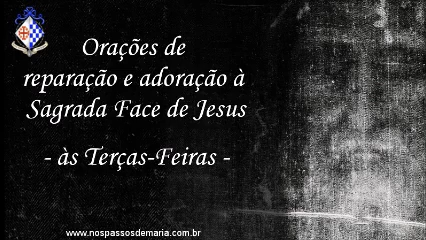 Orações de
reparação e adoração à
Sagrada Face de Jesus
- às Terças-Feiras -
www.nospassosdemaria.com.br